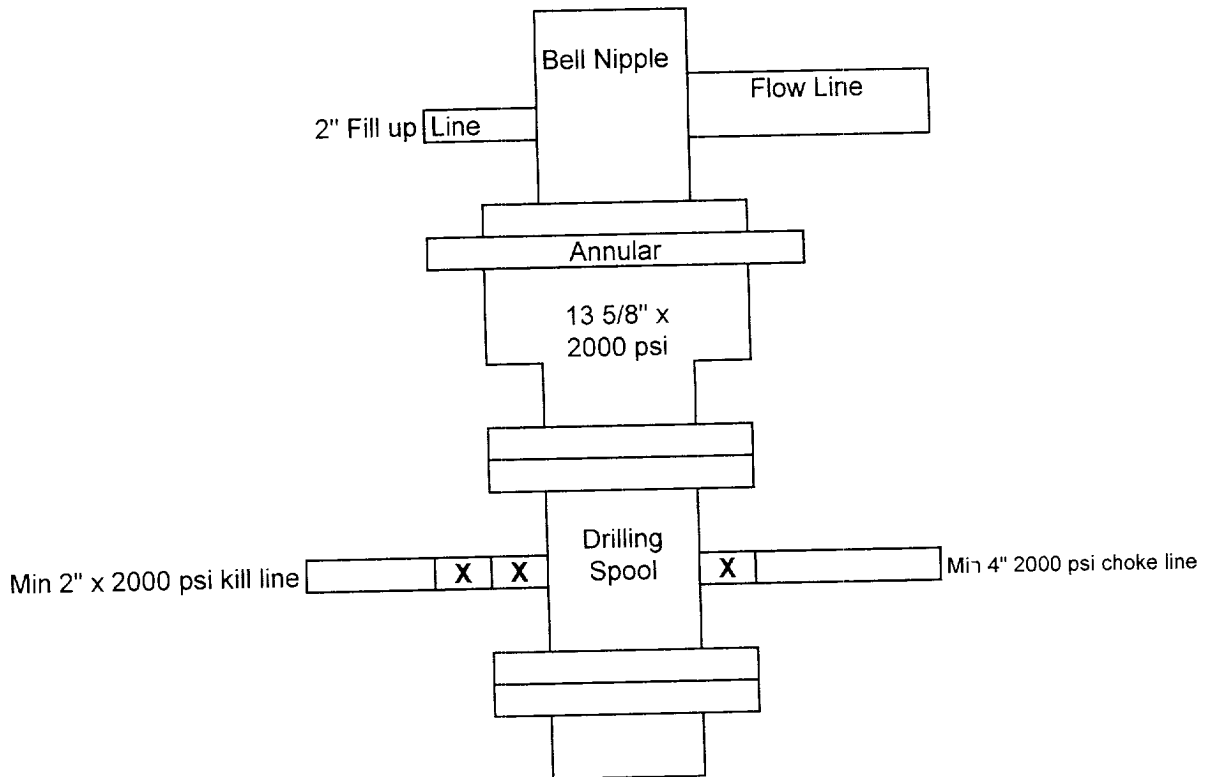 Bell Nipple
Flow Line
2" Fill up Line
Annular
13 5/8" x
2000 psi
Drilling
Spool
Min 2" x 2000 psi kill line
X X
X
Min 4" 2000 psi choke line